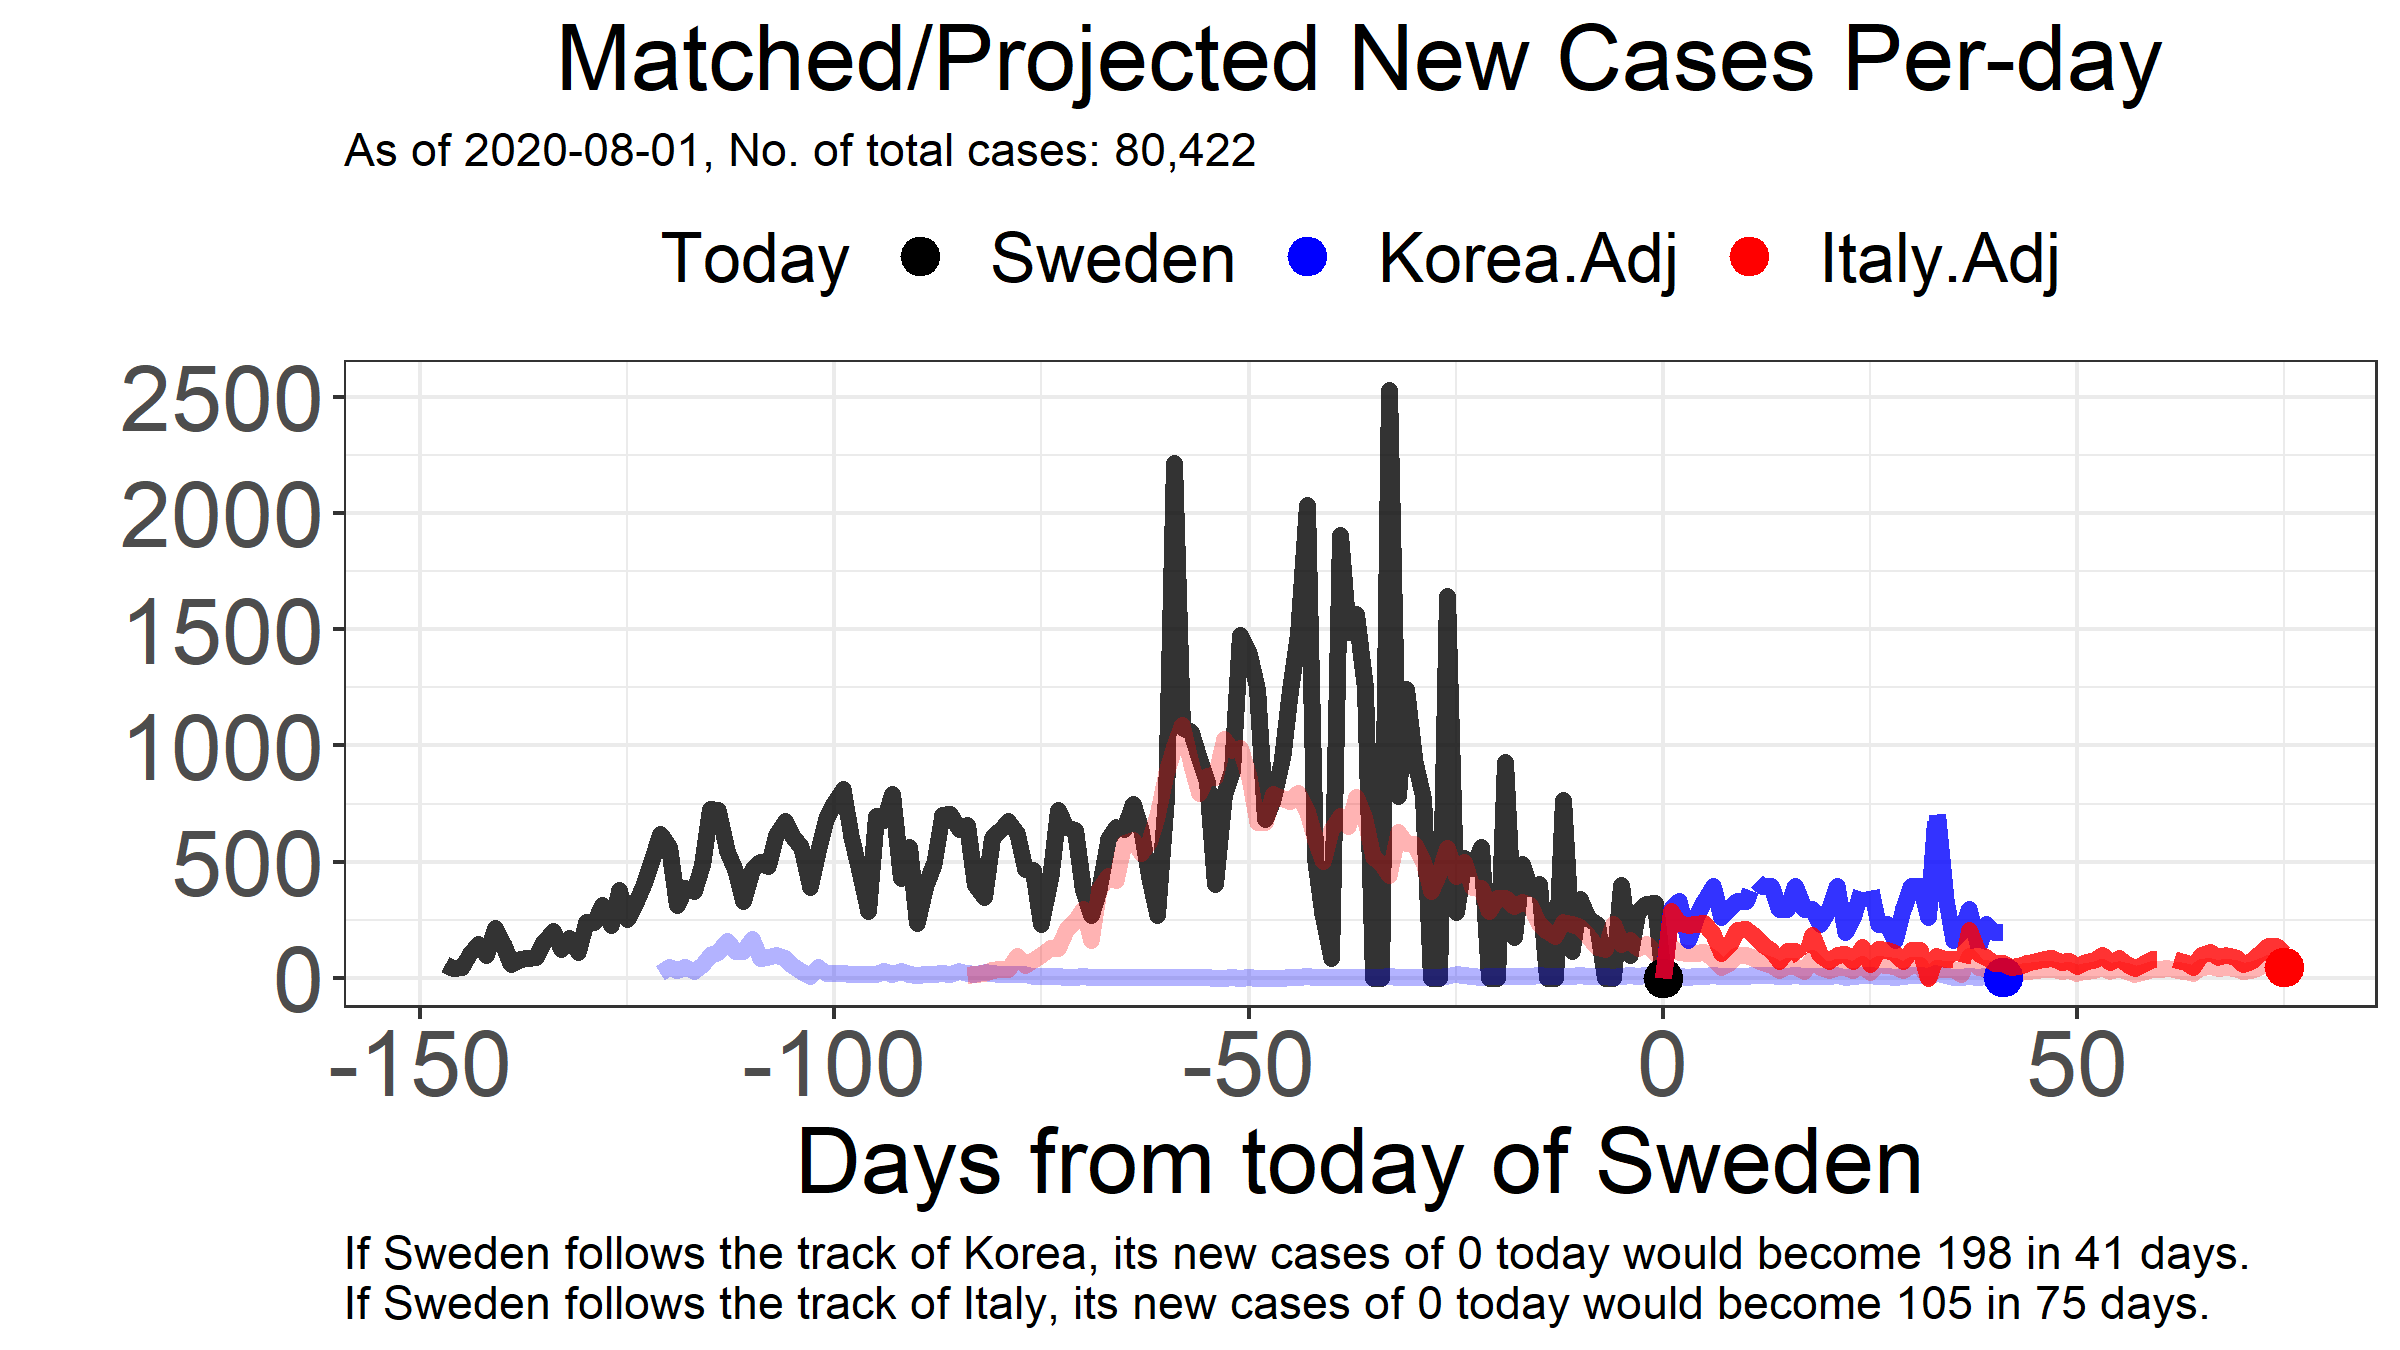 Matched/Projected New Cases Per-day
As of 2020-08-01, No. of total cases: 80,422
Today Sweden Korea.Adj Italy.Adj
2500
2000
1500
1000
500
0
-150 -100 -50 0 50
Days from today of Sweden
If Sweden follows the track of Korea, its new cases of 0 today would become 198 in 41 days.
If Sweden follows the track of Italy, its new cases of 0 today would become 105 in 75 days.